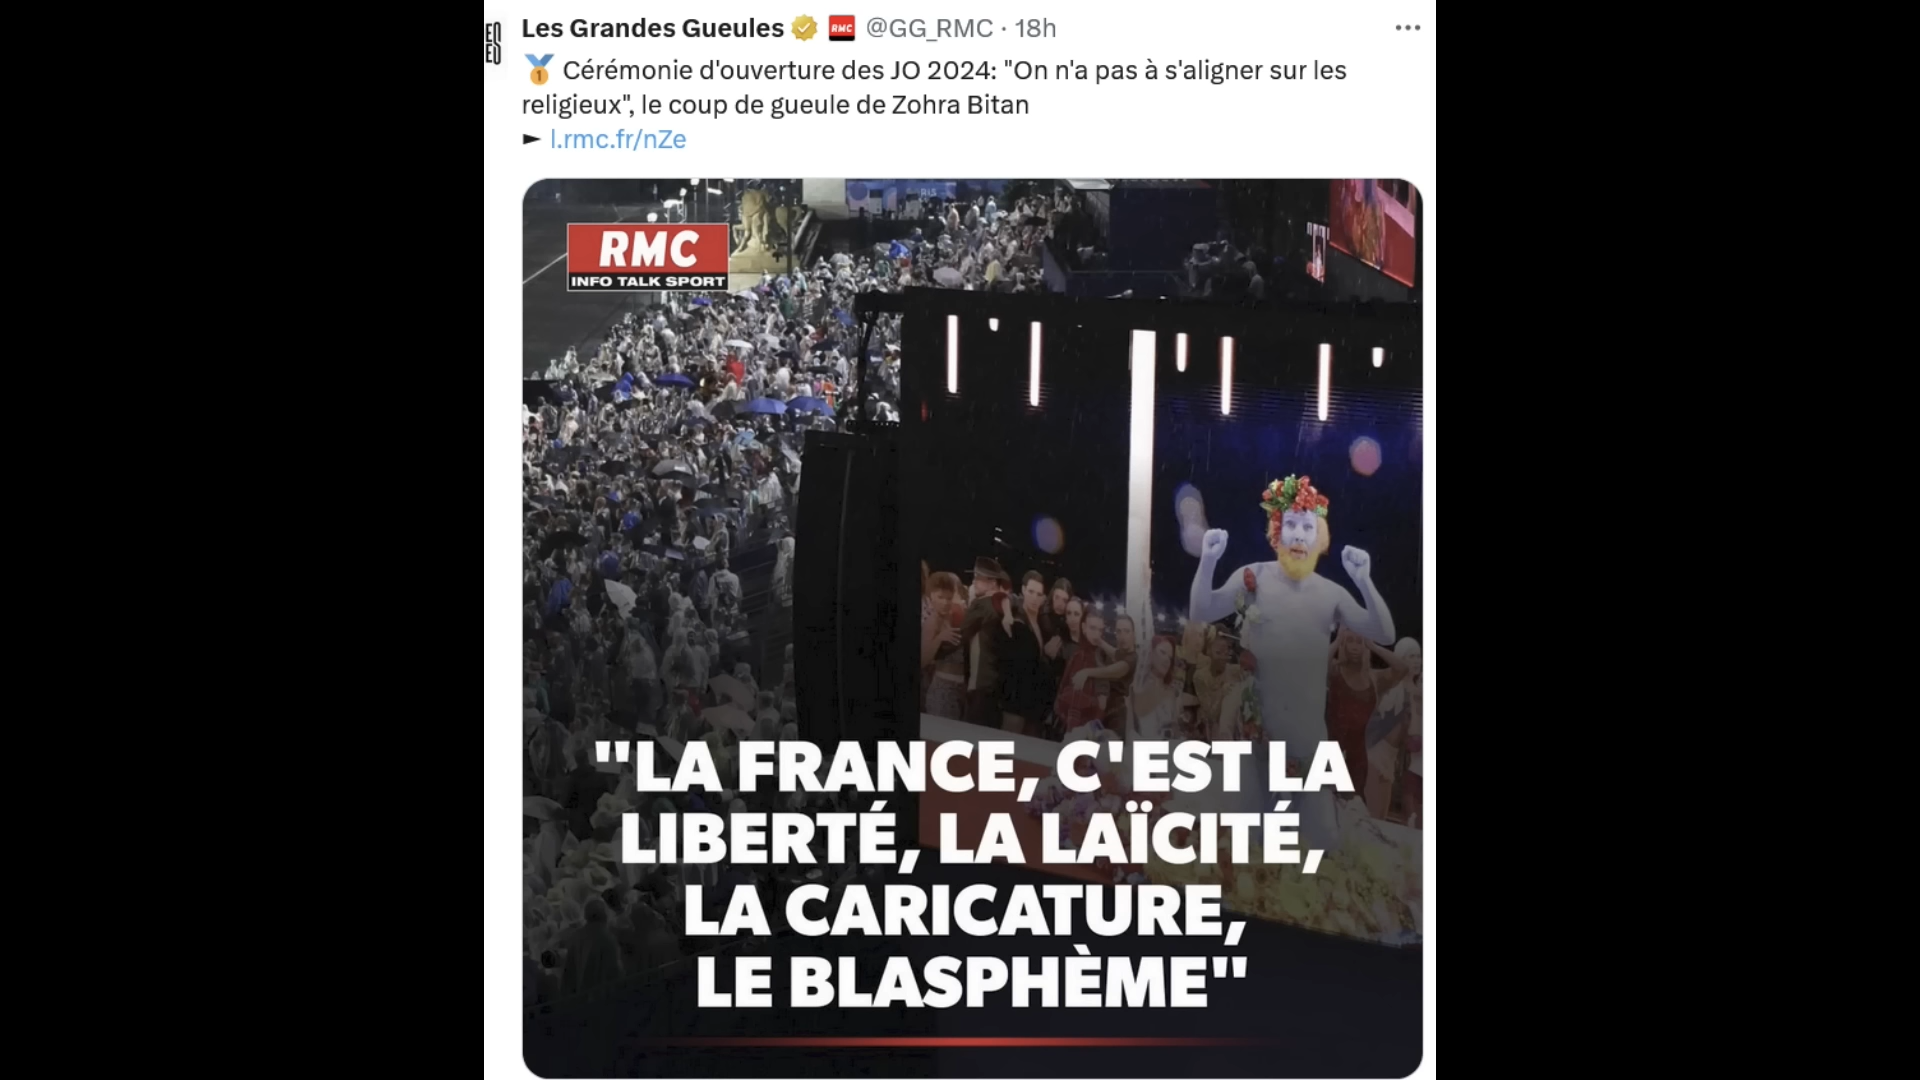 Les Grandes Gueules RMC @GG_RMC · 18h
Cérémonie d'ouverture des JO 2024: "On n'a pas à s'aligner sur les
religieux", le coup de gueule de Zohra Bitan
► l.rmc.fr/nZe
RMC
INFO TALK SPORT
"LA FRANCE, C'EST LA
LIBERTÉ, LA LAÏCITÉ,
LA CARICATURE,
LE BLASPHÈME"